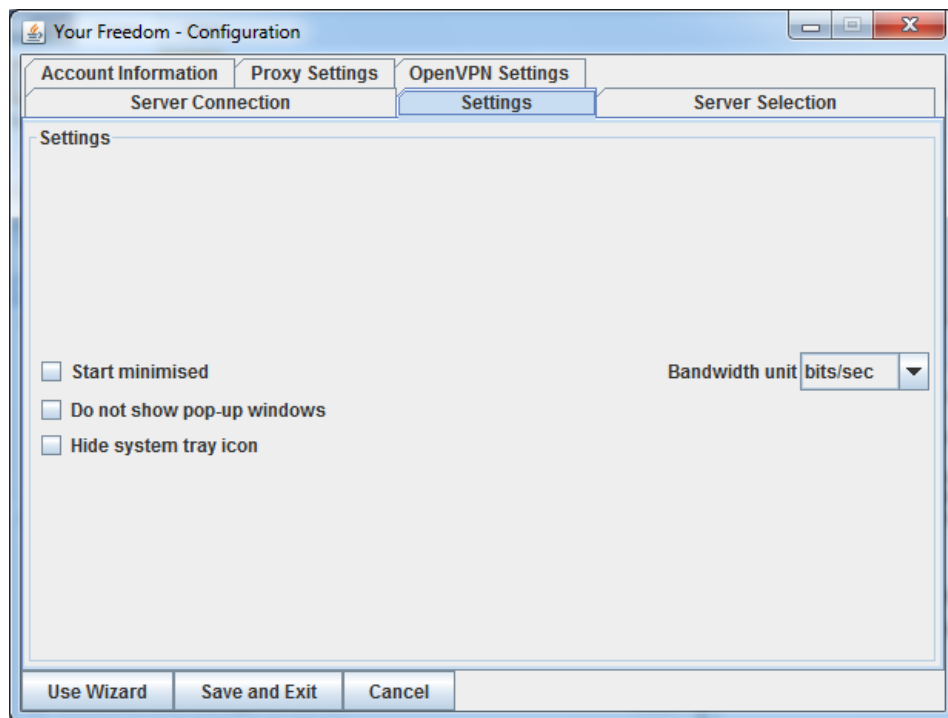 Your Freedom - Configuration
Account Information Proxy Settings OpenVPN Settings
Server Connection Settings Server Selection
Settings
Start minimised Bandwidth unit bits/sec
Do not show pop-up windows
Hide system tray icon
Use Wizard Save and Exit Cancel